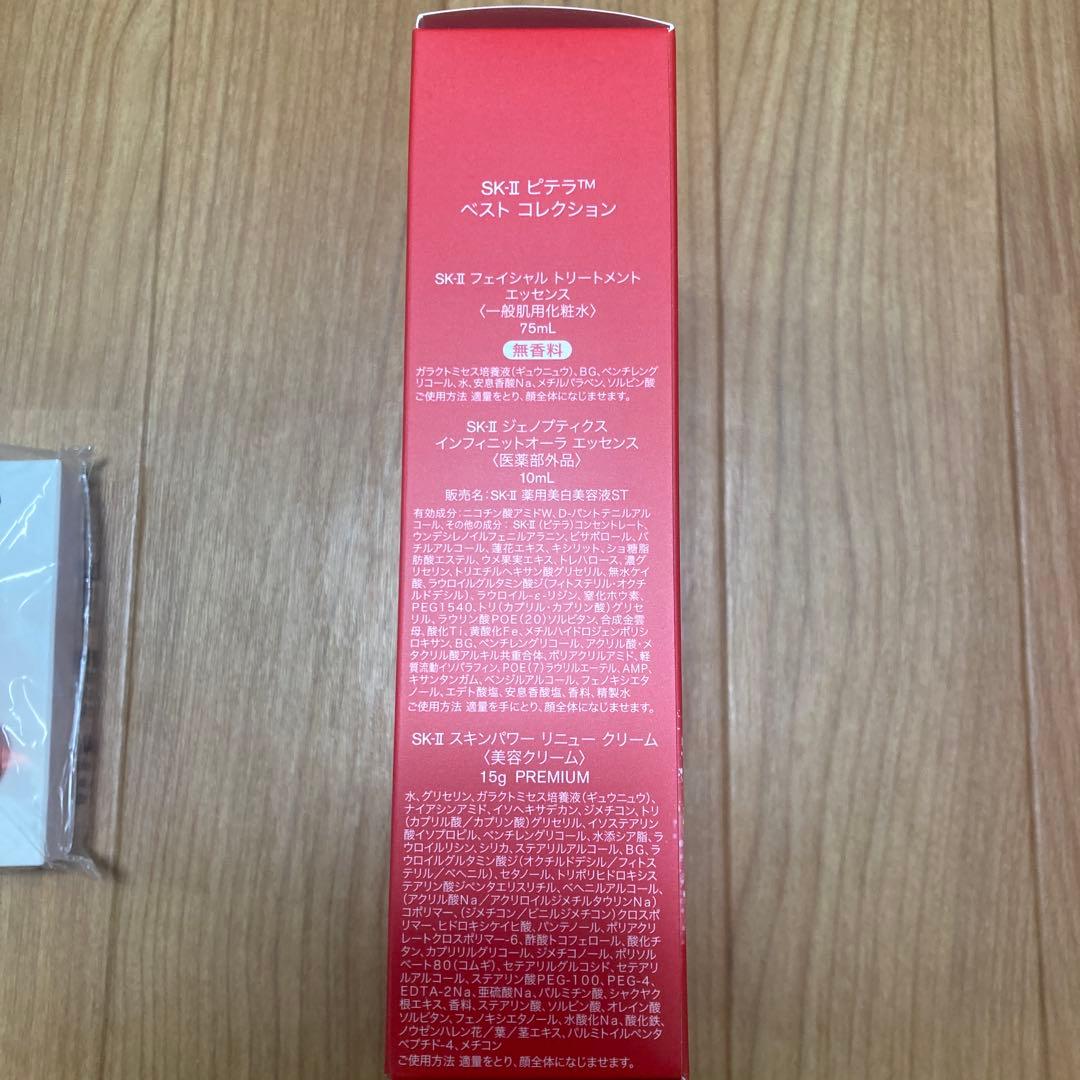 SK-II ピテラ™
ベスト コレクション
SK-II フェイシャル トリートメント
エッセンス
〈一般肌用化粧水〉
75mL
無香料
ガラクトミセス培養液(ギュウニュウ)、BG、ペンチレング
リコール、水、安息香酸Na、メチルパラベン、ソルビン酸
ご使用方法 適量をとり、顔全体になじませます。
SK-II ジェノプティクス
インフィニットオーラ エッセンス
〈医薬部外品〉
10mL
販売名:SK-II 薬用美白美容液ST
有効成分:ニコチン酸アミドW、D-パントテニルアル
コール、その他の成分: SK-II (ピテラ)コンセントレート、
ウンデシレノイルフェニルアラニン、ビサボロール、バ
チルアルコール、蓮花エキス、キシリット、ショ糖脂
肪酸エステル、ウメ果実エキス、トレハロース、濃グ
リセリン、トリエチルヘキサン酸グリセリル、無水ケイ
酸、ラウロイルグルタミン酸ジ(フィトステリル・オクチ
ルドデシル)、ラウロイル-ε-リジン、窒化ホウ素、
PEG1540、トリ(カプリル・カプリン酸)グリセ
リル、ラウリン酸POE(20)ソルビタン、合成金雲
母、酸化Ti、黄酸化Fe、メチルハイドロジェンポリシ
ロキサン、BG、ペンチレングリコール、アクリル酸・メ
タクリル酸アルキル共重合体、ポリアクリルアミド、軽
質流動イソパラフィン、POE(7)ラウリルエーテル、AMP、
キサンタンガム、ベンジルアルコール、フェノキシエタ
ノール、エデト酸塩、安息香酸塩、香料、精製水
ご使用方法 適量を手にとり、顔全体になじませます。
SK-II スキンパワー リニュー クリーム
〈美容クリーム〉
15g PREMIUM
水、グリセリン、ガラクトミセス培養液(ギュウニュウ)、
ナイアシンアミド、イソヘキサデカン、ジメチコン、トリ
(カプリル酸/カプリン酸)グリセリル、イソステアリン
酸イソプロピル、ペンチレングリコール、水添シア脂、ラ
ウロイルリシン、シリカ、ステアリルアルコール、BG、ラ
ウロイルグルタミン酸ジ(オクチルドデシル/フィトス
テリル/ベヘニル)、セタノール、トリポリヒドロキシス
テアリン酸ジペンタエリスリチル、ベヘニルアルコール、
(アクリル酸Na/アクリロイルジメチルタウリンNa)
コポリマー、(ジメチコン/ビニルジメチコン)クロスポ
リマー、ヒドロキシケイヒ酸、パンテノール、ポリアクリ
レートクロスポリマー-6、酢酸トコフェロール、酸化チ
タン、カプリリルグリコール、ジメチコノール、ポリソル
ベート80(コムギ)、セテアリルグルコシド、セテアリ
ルアルコール、ステアリン酸PEG-100、PEG-4、
EDTA-2Na、亜硫酸Na、パルミチン酸、シャクヤク
根エキス、香料、ステアリン酸、ソルビン酸、オレイン酸
ソルビタン、フェノキシエタノール、水酸化Na、酸化鉄、
ノウゼンハレン花/葉/茎エキス、パルミトイルペンタ
ペプチド-4、メチコン
ご使用方法 適量をとり、顔全体になじませます。